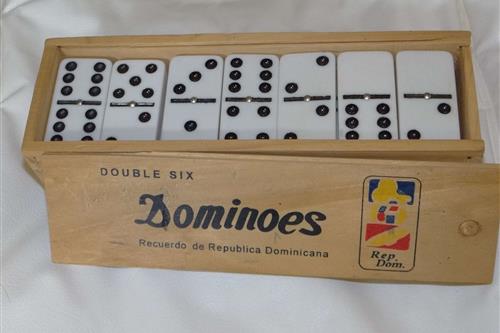 DOUBLE SIX
Dominoes
Recuerdo de Republica Dominicana
Rep.
Dom.